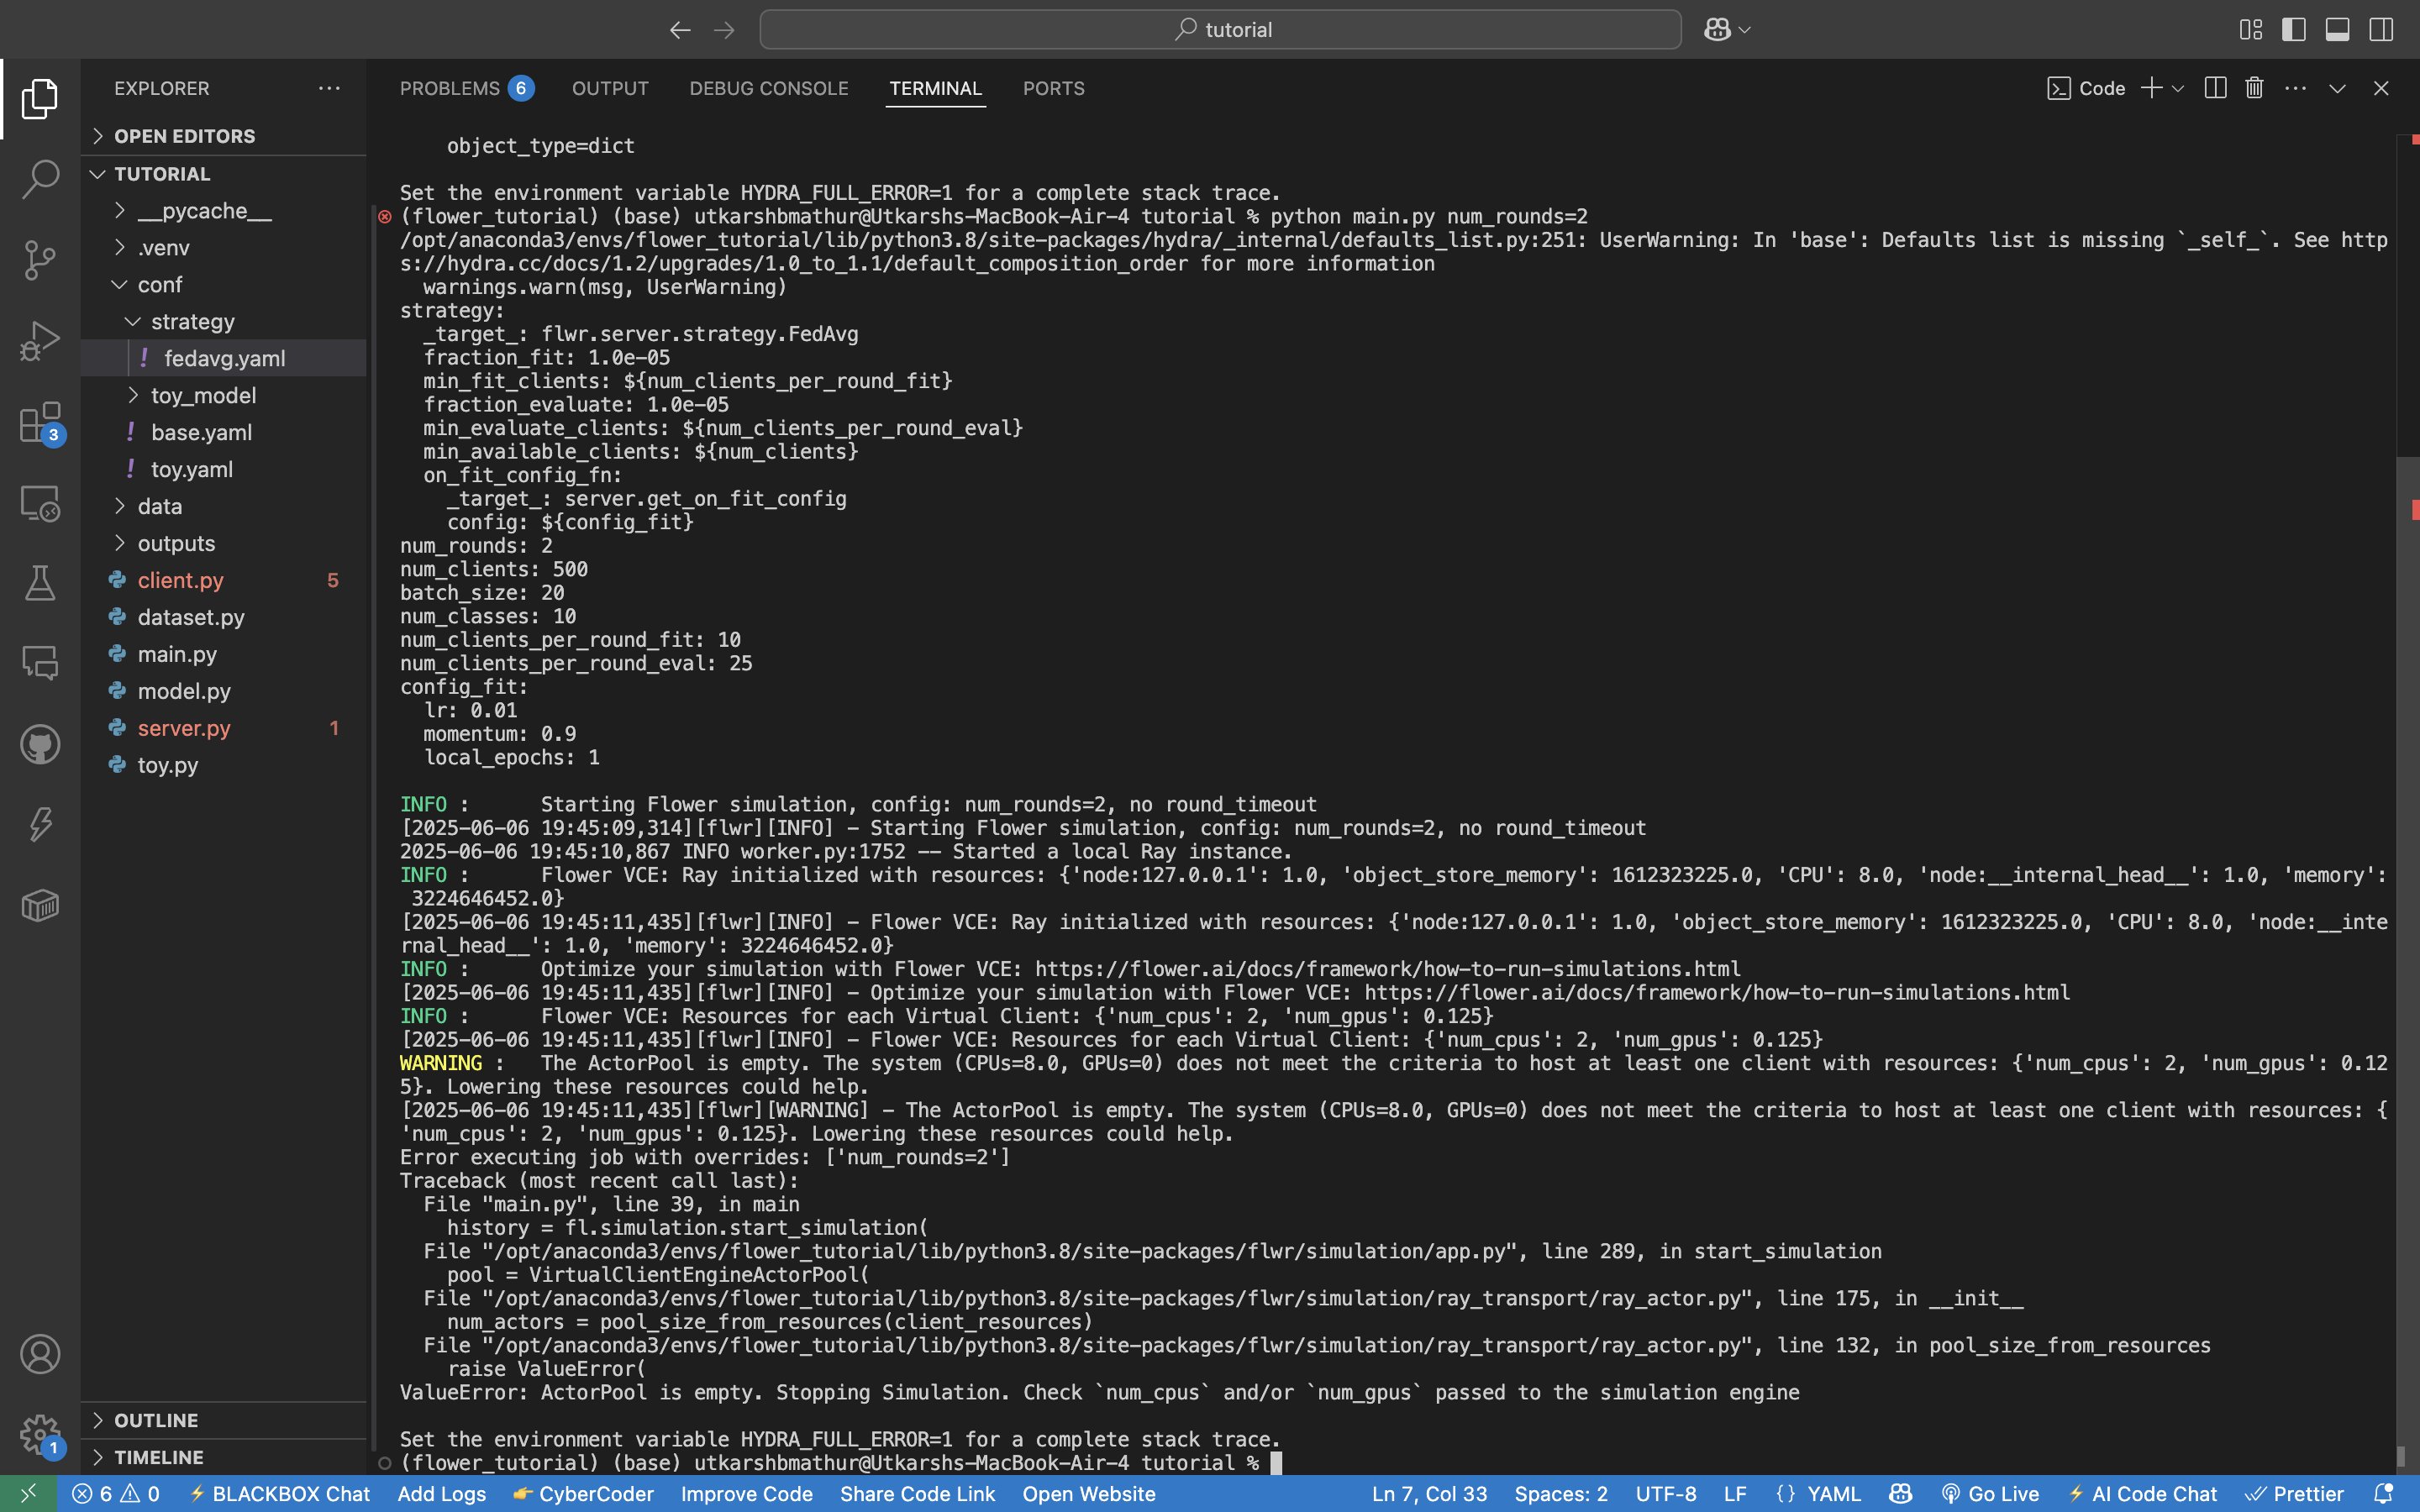 tutorial
EXPLORER
OPEN EDITORS
TUTORIAL
__pycache__
.venv
conf
strategy
! fedavg.yaml
toy_model
! base.yaml
! toy.yaml
data
outputs
client.py 5
dataset.py
main.py
model.py
server.py 1
toy.py
OUTLINE
TIMELINE
3
1
PROBLEMS 6 OUTPUT DEBUG CONSOLE TERMINAL PORTS
Code
object_type=dict
Set the environment variable HYDRA_FULL_ERROR=1 for a complete stack trace.
(flower_tutorial) (base) utkarshbmathur@Utkarshs-MacBook-Air-4 tutorial % python main.py num_rounds=2
/opt/anaconda3/envs/flower_tutorial/lib/python3.8/site-packages/hydra/_internal/defaults_list.py:251: UserWarning: In 'base': Defaults list is missing `_self_`. See http
s://hydra.cc/docs/1.2/upgrades/1.0_to_1.1/default_composition_order for more information
warnings.warn(msg, UserWarning)
strategy:
_target_: flwr.server.strategy.FedAvg
fraction_fit: 1.0e-05
min_fit_clients: ${num_clients_per_round_fit}
fraction_evaluate: 1.0e-05
min_evaluate_clients: ${num_clients_per_round_eval}
min_available_clients: ${num_clients}
on_fit_config_fn:
_target_: server.get_on_fit_config
config: ${config_fit}
num_rounds: 2
num_clients: 500
batch_size: 20
num_classes: 10
num_clients_per_round_fit: 10
num_clients_per_round_eval: 25
config_fit:
lr: 0.01
momentum: 0.9
local_epochs: 1
INFO : Starting Flower simulation, config: num_rounds=2, no round_timeout
[2025-06-06 19:45:09,314][flwr][INFO] - Starting Flower simulation, config: num_rounds=2, no round_timeout
2025-06-06 19:45:10,867 INFO worker.py:1752 -- Started a local Ray instance.
INFO : Flower VCE: Ray initialized with resources: {'node:127.0.0.1': 1.0, 'object_store_memory': 1612323225.0, 'CPU': 8.0, 'node:__internal_head__': 1.0, 'memory':
3224646452.0}
[2025-06-06 19:45:11,435][flwr][INFO] - Flower VCE: Ray initialized with resources: {'node:127.0.0.1': 1.0, 'object_store_memory': 1612323225.0, 'CPU': 8.0, 'node:__inte
rnal_head__': 1.0, 'memory': 3224646452.0}
INFO : Optimize your simulation with Flower VCE: https://flower.ai/docs/framework/how-to-run-simulations.html
[2025-06-06 19:45:11,435][flwr][INFO] - Optimize your simulation with Flower VCE: https://flower.ai/docs/framework/how-to-run-simulations.html
INFO : Flower VCE: Resources for each Virtual Client: {'num_cpus': 2, 'num_gpus': 0.125}
[2025-06-06 19:45:11,435][flwr][INFO] - Flower VCE: Resources for each Virtual Client: {'num_cpus': 2, 'num_gpus': 0.125}
WARNING : The ActorPool is empty. The system (CPUs=8.0, GPUs=0) does not meet the criteria to host at least one client with resources: {'num_cpus': 2, 'num_gpus': 0.12
5}. Lowering these resources could help.
[2025-06-06 19:45:11,435][flwr][WARNING] - The ActorPool is empty. The system (CPUs=8.0, GPUs=0) does not meet the criteria to host at least one client with resources: {
'num_cpus': 2, 'num_gpus': 0.125}. Lowering these resources could help.
Error executing job with overrides: ['num_rounds=2']
Traceback (most recent call last):
File "main.py", line 39, in main
history = fl.simulation.start_simulation(
File "/opt/anaconda3/envs/flower_tutorial/lib/python3.8/site-packages/flwr/simulation/app.py", line 289, in start_simulation
pool = VirtualClientEngineActorPool(
File "/opt/anaconda3/envs/flower_tutorial/lib/python3.8/site-packages/flwr/simulation/ray_transport/ray_actor.py", line 175, in __init__
num_actors = pool_size_from_resources(client_resources)
File "/opt/anaconda3/envs/flower_tutorial/lib/python3.8/site-packages/flwr/simulation/ray_transport/ray_actor.py", line 132, in pool_size_from_resources
raise ValueError(
ValueError: ActorPool is empty. Stopping Simulation. Check `num_cpus` and/or `num_gpus` passed to the simulation engine
Set the environment variable HYDRA_FULL_ERROR=1 for a complete stack trace.
(flower_tutorial) (base) utkarshbmathur@Utkarshs-MacBook-Air-4 tutorial %
6 0 BLACKBOX Chat Add Logs CyberCoder Improve Code Share Code Link Open Website Ln 7, Col 33 Spaces: 2 UTF-8 LF {} YAML Go Live AI Code Chat Prettier